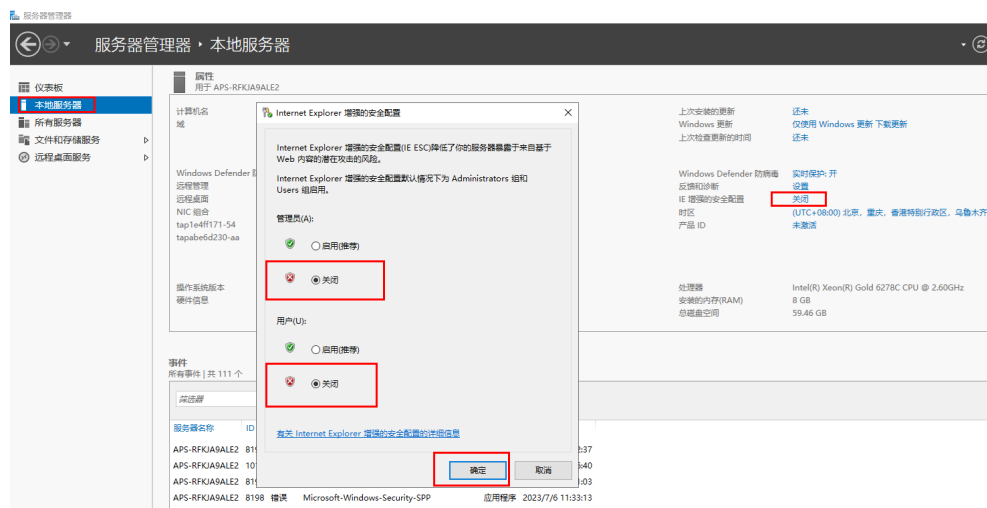 服务器管理器
服务器管理器 · 本地服务器
仪表板
本地服务器
所有服务器
文件和存储服务
远程桌面服务
属性
用于 APS-RFKJA9ALE2
计算机名
域
Windows Defender
远程管理
远程桌面
NIC 组合
tap1e4ff171-54
tapabe6d230-aa
操作系统版本
硬件信息
上次安装的更新 还未
Windows 更新 仅使用 Windows 更新 下载更新
上次检查更新的时间 还未
Windows Defender 防病毒 实时保护: 开
反馈和诊断 设置
IE 增强的安全配置 关闭
时区 (UTC+08:00) 北京，重庆，香港特别行政区，乌鲁木齐
产品 ID 未激活
处理器 Intel(R) Xeon(R) Gold 6278C CPU @ 2.60GHz
安装的内存(RAM) 8 GB
总磁盘空间 59.46 GB
Internet Explorer 增强的安全配置
Internet Explorer 增强的安全配置(IE ESC)降低了你的服务器暴露于来自基于
Web 内容的潜在攻击的风险。
Internet Explorer 增强的安全配置默认情况下为 Administrators 组和
Users 组启用。
管理员(A):
启用(推荐)
关闭
用户(U):
启用(推荐)
关闭
有关 Internet Explorer 增强的安全配置的详细信息
确定 取消
事件
所有事件 | 共 111 个
筛选器
服务器名称 ID
APS-RFKJA9ALE2 819 2:37
APS-RFKJA9ALE2 10 :40
APS-RFKJA9ALE2 819 :03
APS-RFKJA9ALE2 8198 错误 Microsoft-Windows-Security-SPP 应用程序 2023/7/6 11:33:13